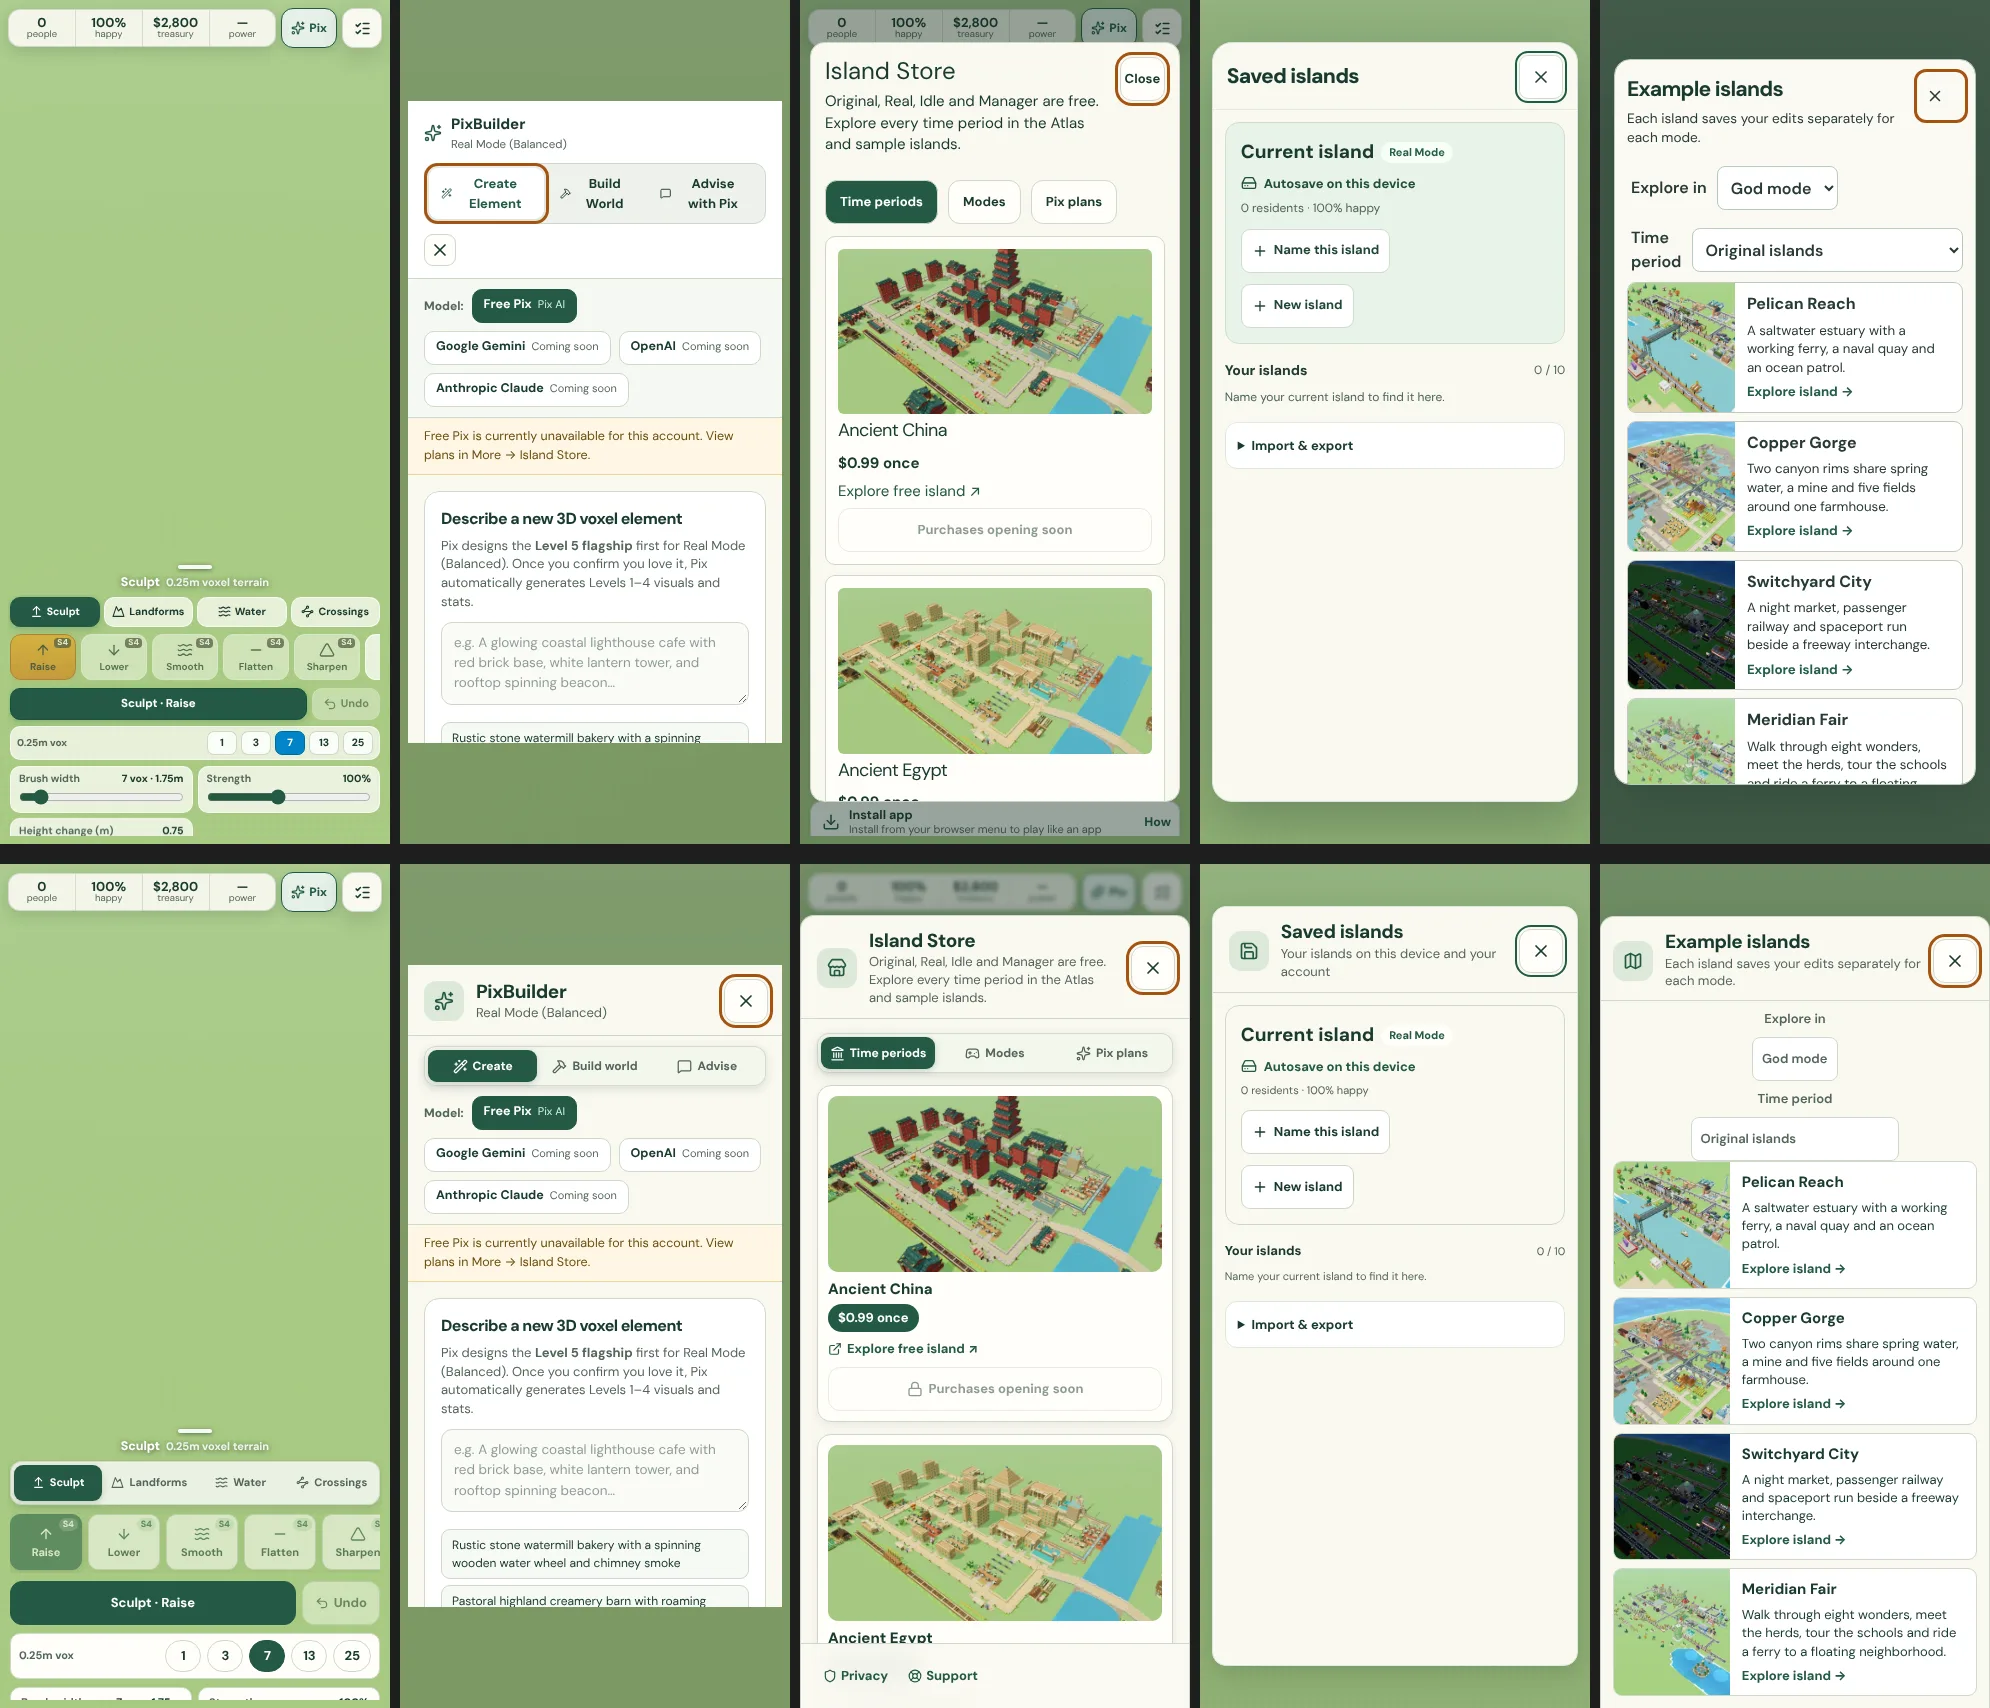 0 people
100% happy
$2,800 treasury
— power
Pix
Sculpt 0.25m voxel terrain
Sculpt
Landforms
Water
Crossings
S4
S4
S4
S4
S4
Raise
Lower
Smooth
Flatten
Sharpen
Sculpt · Raise
Undo
0.25m vox
1
3
7
13
25
Brush width 7 vox · 1.75m
Strength 100%
Height change (m) 0.75
PixBuilder
Real Mode (Balanced)
Create Element
Build World
Advise with Pix
Model:
Free Pix Pix AI
Google Gemini Coming soon
OpenAI Coming soon
Anthropic Claude Coming soon
Free Pix is currently unavailable for this account. View
plans in More → Island Store.
Describe a new 3D voxel element
Pix designs the Level 5 flagship first for Real Mode
(Balanced). Once you confirm you love it, Pix
automatically generates Levels 1–4 visuals and
stats.
e.g. A glowing coastal lighthouse cafe with
red brick base, white lantern tower, and
rooftop spinning beacon...
Rustic stone watermill bakery with a spinning
0 people
100% happy
$2,800 treasury
— power
Pix
Island Store
Close
Original, Real, Idle and Manager are free.
Explore every time period in the Atlas
and sample islands.
Time periods
Modes
Pix plans
Ancient China
$0.99 once
Explore free island ↗
Purchases opening soon
Ancient Egypt
$0.99 once
Install app
Install from your browser menu to play like an app
How
Saved islands
Current island Real Mode
Autosave on this device
0 residents · 100% happy
+ Name this island
+ New island
Your islands 0 / 10
Name your current island to find it here.
Import & export
Example islands
Each island saves your edits separately for
each mode.
Explore in God mode
Time period Original islands
Pelican Reach
A saltwater estuary with a
working ferry, a naval quay and
an ocean patrol.
Explore island →
Copper Gorge
Two canyon rims share spring
water, a mine and five fields
around one farmhouse.
Explore island →
Switchyard City
A night market, passenger
railway and spaceport run
beside a freeway interchange.
Explore island →
Meridian Fair
Walk through eight wonders,
meet the herds, tour the schools
and ride a ferry to a floating
0 people
100% happy
$2,800 treasury
— power
Pix
Sculpt 0.25m voxel terrain
Sculpt
Landforms
Water
Crossings
S4
S4
S4
S4
Raise
Lower
Smooth
Flatten
Sharpen
Sculpt · Raise
Undo
0.25m vox
1
3
7
13
25
PixBuilder
Real Mode (Balanced)
Create
Build world
Advise
Model:
Free Pix Pix AI
Google Gemini Coming soon
OpenAI Coming soon
Anthropic Claude Coming soon
Free Pix is currently unavailable for this account. View
plans in More → Island Store.
Describe a new 3D voxel element
Pix designs the Level 5 flagship first for Real Mode
(Balanced). Once you confirm you love it, Pix
automatically generates Levels 1–4 visuals and
stats.
e.g. A glowing coastal lighthouse cafe with
red brick base, white lantern tower, and
rooftop spinning beacon...
Rustic stone watermill bakery with a spinning
wooden water wheel and chimney smoke
Pastoral highland creamery barn with roaming
Island Store
Original, Real, Idle and Manager are free.
Explore every time period in the Atlas
and sample islands.
Time periods
Modes
Pix plans
Ancient China
$0.99 once
Explore free island ↗
Purchases opening soon
Ancient Egypt
Privacy
Support
Saved islands
Your islands on this device and your
account
Current island Real Mode
Autosave on this device
0 residents · 100% happy
+ Name this island
+ New island
Your islands 0 / 10
Name your current island to find it here.
Import & export
Example islands
Each island saves your edits separately for
each mode.
Explore in
God mode
Time period
Original islands
Pelican Reach
A saltwater estuary with a working
ferry, a naval quay and an ocean
patrol.
Explore island →
Copper Gorge
Two canyon rims share spring water,
a mine and five fields around one
farmhouse.
Explore island →
Switchyard City
A night market, passenger railway
and spaceport run beside a freeway
interchange.
Explore island →
Meridian Fair
Walk through eight wonders, meet
the herds, tour the schools and ride
a ferry to a floating neighborhood.
Explore island →